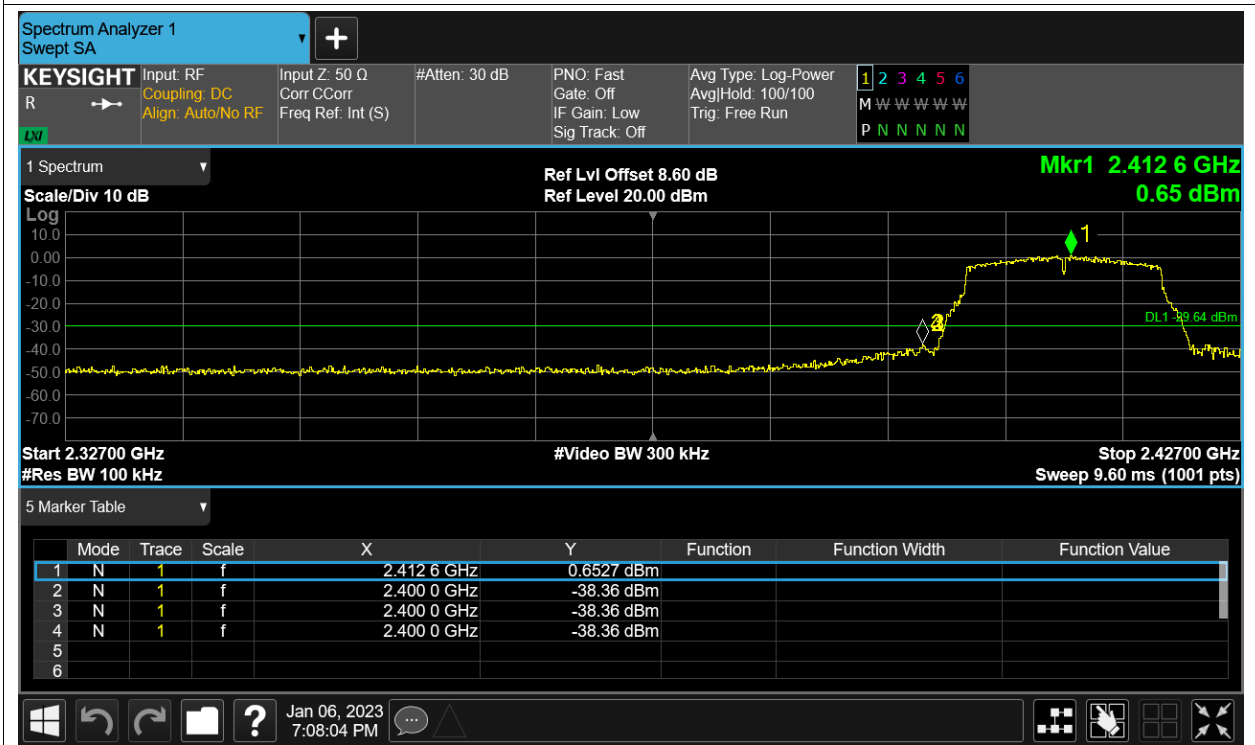 Spectrum Analyzer 1
Swept SA
KEYSIGHT Input: RF Input Z: 50 Ω #Atten: 30 dB PNO: Fast Avg Type: Log-Power 1 2 3 4 5 6
R Coupling: DC Corr CCorr Gate: Off Avg|Hold: 100/100 M W W W W W
Align: Auto/No RF Freq Ref: Int (S) IF Gain: Low Trig: Free Run
LXI Sig Track: Off P N N N N N
1 Spectrum Ref Lvl Offset 8.60 dB Mkr1 2.412 6 GHz
Scale/Div 10 dB Ref Level 20.00 dBm 0.65 dBm
Log
10.0
1
0.00
-10.0
-20.0
DL1 -29.64 dBm
-30.0
-40.0
-50.0
-60.0
-70.0
Start 2.32700 GHz #Video BW 300 kHz Stop 2.42700 GHz
#Res BW 100 kHz Sweep 9.60 ms (1001 pts)
5 Marker Table
Mode Trace Scale X Y Function Function Width Function Value
1 N 1 f 2.412 6 GHz 0.6527 dBm
2 N 1 f 2.400 0 GHz -38.36 dBm
3 N 1 f 2.400 0 GHz -38.36 dBm
4 N 1 f 2.400 0 GHz -38.36 dBm
5
6
? Jan 06, 2023
7:08:04 PM